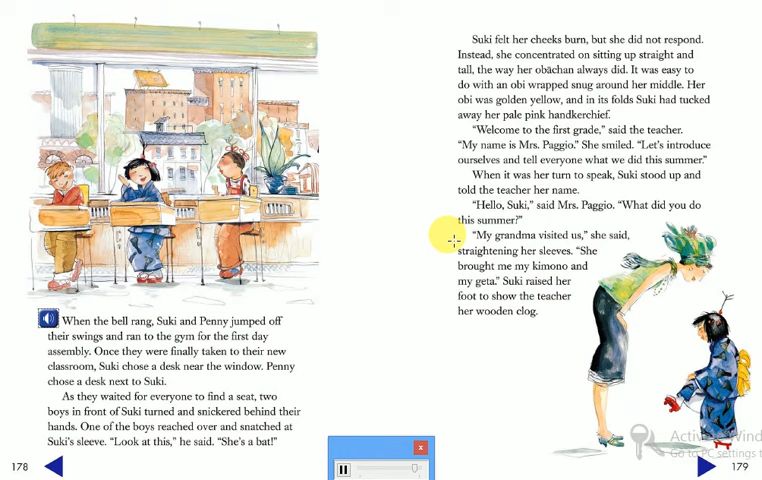 When the bell rang, Suki and Penny jumped off
their swings and ran to the gym for the first day
assembly. Once they were finally taken to their new
classroom, Suki chose a desk near the window. Penny
chose a desk next to Suki.
As they waited for everyone to find a seat, two
boys in front of Suki turned and snickered behind their
hands. One of the boys reached over and snatched at
Suki's sleeve. “Look at this,” he said. “She's a bat!”
178
Suki felt her cheeks burn, but she did not respond.
Instead, she concentrated on sitting up straight and
tall, the way her obāchan always did. It was easy to
do with an obi wrapped snug around her middle. Her
obi was golden yellow, and in its folds Suki had tucked
away her pale pink handkerchief.
“Welcome to the first grade,” said the teacher.
“My name is Mrs. Paggio.” She smiled. “Let's introduce
ourselves and tell everyone what we did this summer.”
When it was her turn to speak, Suki stood up and
told the teacher her name.
“Hello, Suki,” said Mrs. Paggio. “What did you do
this summer?”
“My grandma visited us,” she said,
straightening her sleeves. “She
brought me my kimono and
my geta.” Suki raised her
foot to show the teacher
her wooden clog.
Activate Wind
Go to PC settings t
179